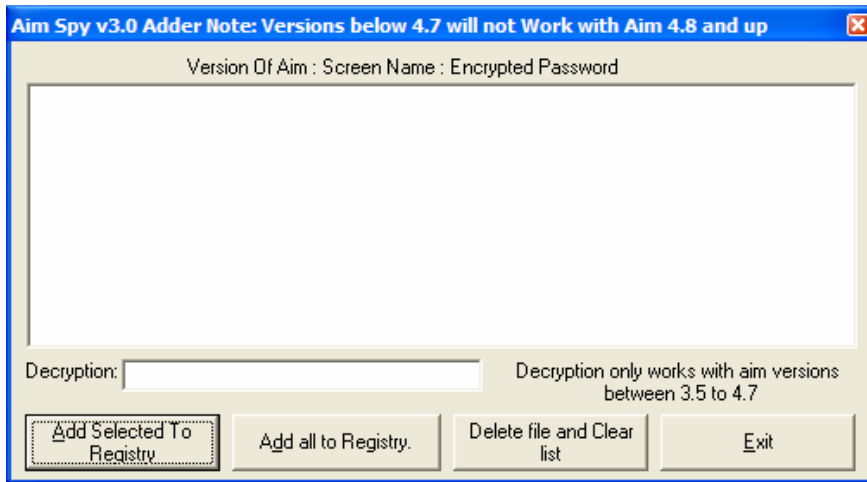 Aim Spy v3.0 Adder Note: Versions below 4.7 will not Work with Aim 4.8 and up
Version Of Aim : Screen Name : Encrypted Password
Decryption:
Decryption only works with aim versions
between 3.5 to 4.7
Add Selected To
Registry
Add all to Registry.
Delete file and Clear
list
Exit